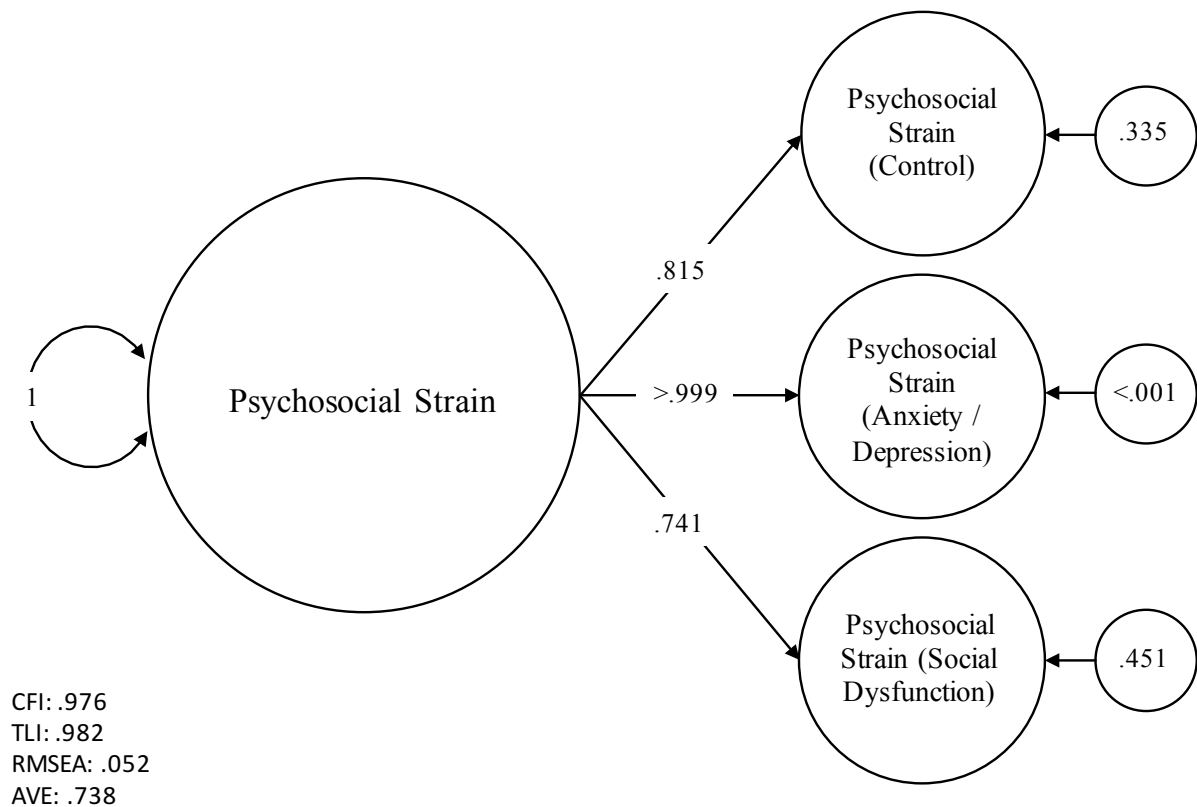 Psychosocial
Strain
(Control)
.335
.815
1
Psychosocial Strain
>.999
Psychosocial
Strain
(Anxiety /
Depression)
<.001
.741
Psychosocial
Strain (Social
Dysfunction)
.451
CFI: .976
TLI: .982
RMSEA: .052
AVE: .738